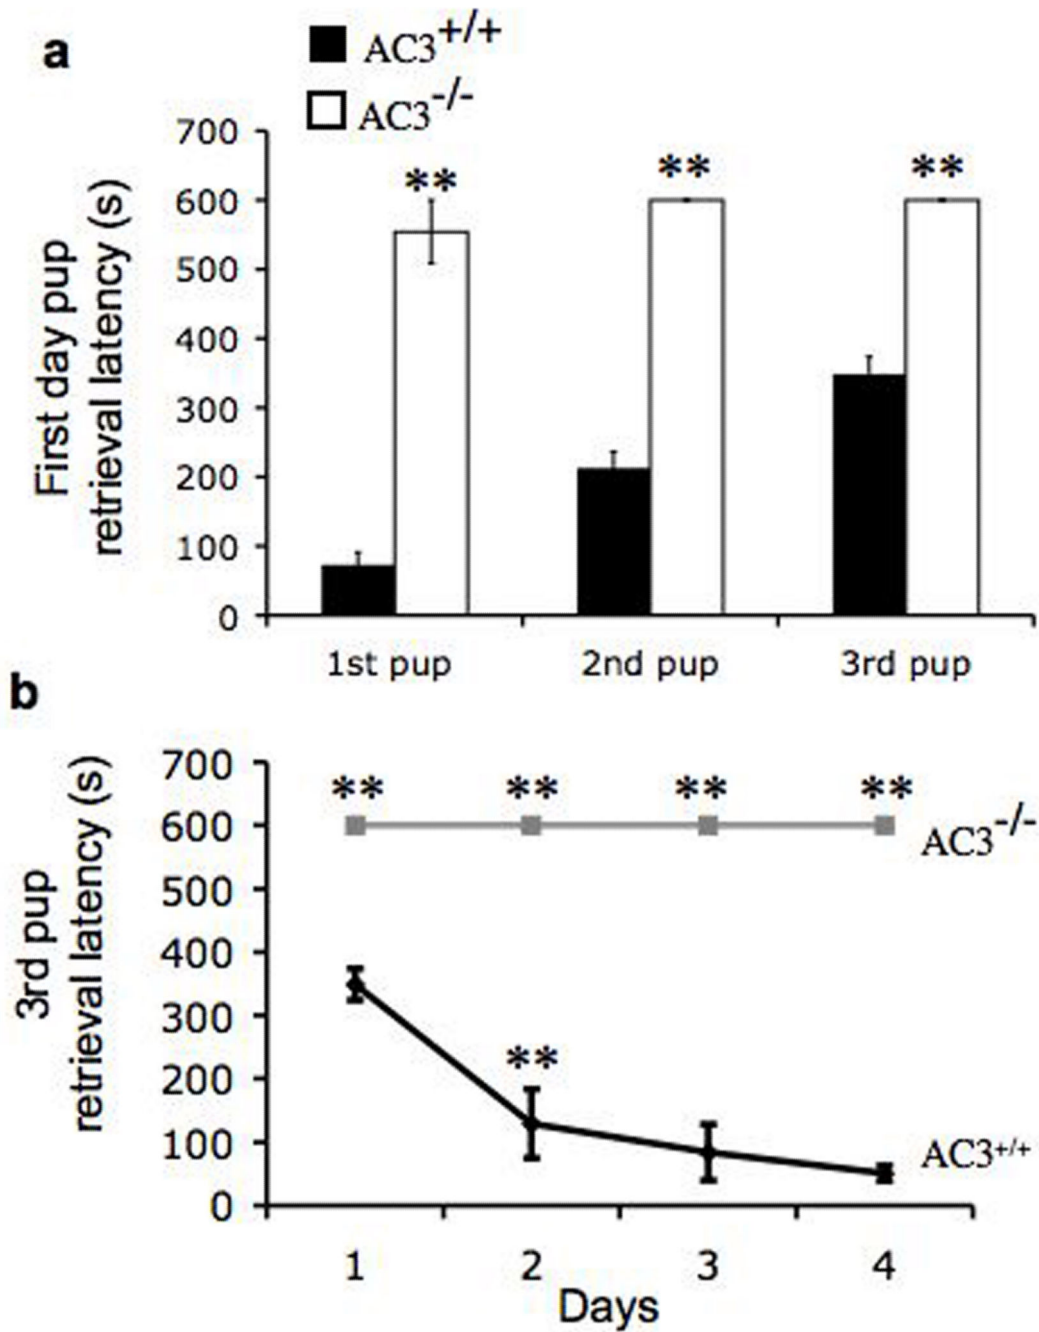 a
AC3+/+
AC3-/-
First day pup
retrieval latency (s)
700
600
500
400
300
200
100
0
** ** **
1st pup 2nd pup 3rd pup
b
3rd pup
retrieval latency (s)
700
600
500
400
300
200
100
0
** ** ** **
AC3-/-
**
AC3+/+
1 2 3 4
Days